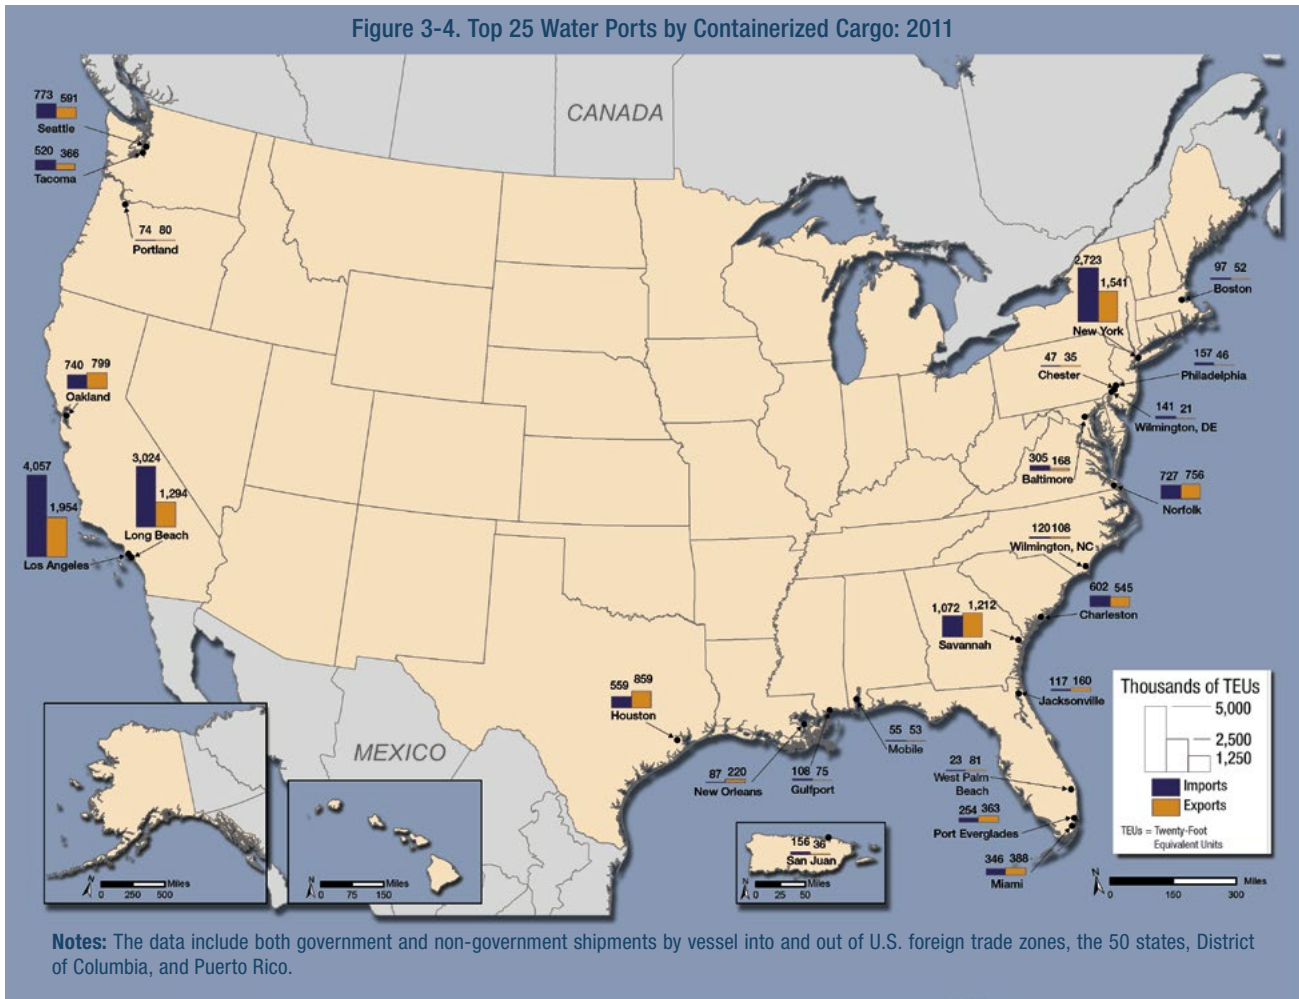 Figure 3-4. Top 25 Water Ports by Containerized Cargo: 2011
CANADA
773 591
Seattle
520 366
Tacoma
74 80
Portland
2,723
1,541
New York
97 52
Boston
47 35
Chester
157 46
Philadelphia
740 799
Oakland
141 21
Wilmington, DE
4,057
1,954
Los Angeles
3,024
1,294
Long Beach
305 168
Baltimore
727 756
Norfolk
120 108
Wilmington, NC
602 545
Charleston
1,072 1,212
Savannah
559 859
Houston
117 160
Jacksonville
MEXICO
55 53
Mobile
87 220
New Orleans
108 75
Gulfport
23 81
West Palm
Beach
254 363
Port Everglades
346 388
Miami
156 36
San Juan
Thousands of TEUs
5,000
2,500
1,250
Imports
Exports
TEUs = Twenty-Foot
Equivalent Units
N
Miles
0 250 500
N
Miles
0 75 150
N
Miles
0 25 50
N
Miles
0 150 300
Notes: The data include both government and non-government shipments by vessel into and out of U.S. foreign trade zones, the 50 states, District
of Columbia, and Puerto Rico.